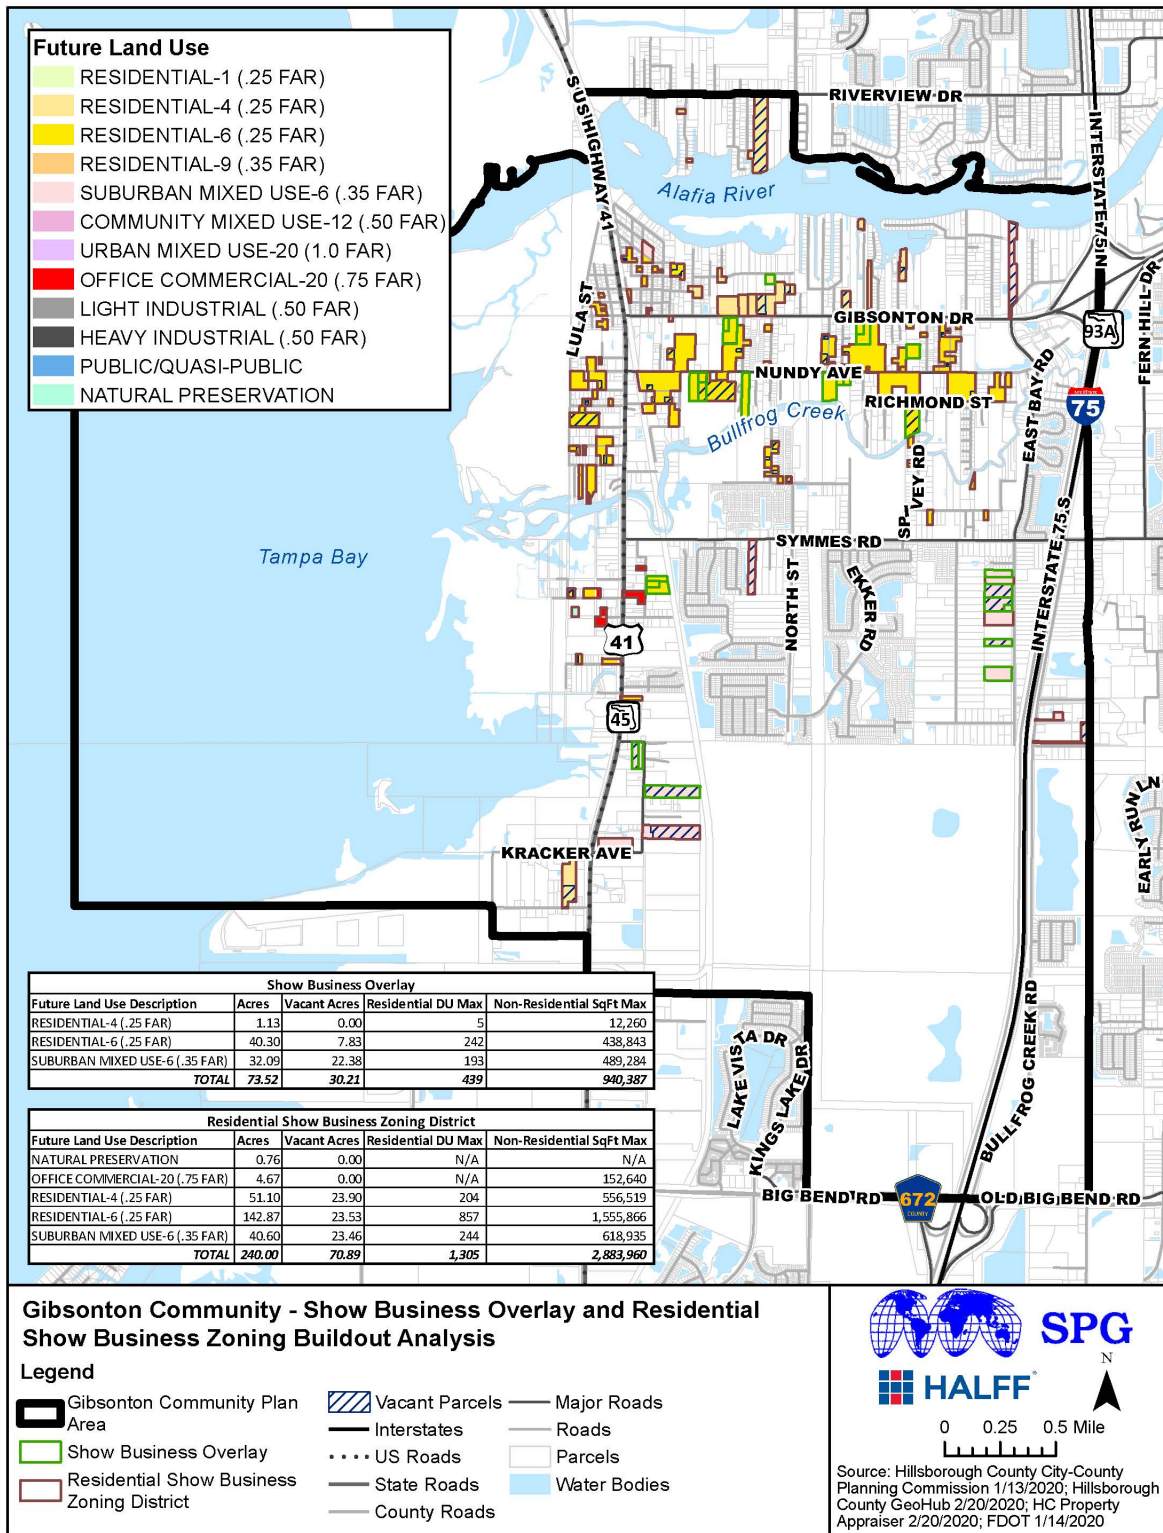 Future Land Use
RESIDENTIAL-1 (.25 FAR)
RESIDENTIAL-4 (.25 FAR)
RESIDENTIAL-6 (.25 FAR)
RESIDENTIAL-9 (.35 FAR)
SUBURBAN MIXED USE-6 (.35 FAR)
COMMUNITY MIXED USE-12 (.50 FAR)
URBAN MIXED USE-20 (1.0 FAR)
OFFICE COMMERCIAL-20 (.75 FAR)
LIGHT INDUSTRIAL (.50 FAR)
HEAVY INDUSTRIAL (.50 FAR)
PUBLIC/QUASI-PUBLIC
NATURAL PRESERVATION
S US HIGHWAY 41
RIVERVIEW DR
INTERSTATE 75 N
Alafia River
LULA ST
GIBSONTON DR
93A
FERN HILL DR
NUNDY AVE
RICHMOND ST
EAST BAY RD
75
Bullfrog Creek
VEY RD
Tampa Bay
SYMMES RD
NORTH ST
EKKER RD
INTERSTATE 75 S
41
45
KRACKER AVE
EARLY RUN LN
BULLFROG CREEK RD
LAKE VISTA DR
KINGS LAKE DR
BIG BEND RD
672
COUNTY
OLD BIG BEND RD
Show Business Overlay
Future Land Use Description Acres Vacant Acres Residential DU Max Non-Residential SqFt Max
RESIDENTIAL-4 (.25 FAR) 1.13 0.00 5 12,260
RESIDENTIAL-6 (.25 FAR) 40.30 7.83 242 438,843
SUBURBAN MIXED USE-6 (.35 FAR) 32.09 22.38 193 489,284
TOTAL 73.52 30.21 439 940,387
Residential Show Business Zoning District
Future Land Use Description Acres Vacant Acres Residential DU Max Non-Residential SqFt Max
NATURAL PRESERVATION 0.76 0.00 N/A N/A
OFFICE COMMERCIAL-20 (.75 FAR) 4.67 0.00 N/A 152,640
RESIDENTIAL-4 (.25 FAR) 51.10 23.90 204 556,519
RESIDENTIAL-6 (.25 FAR) 142.87 23.53 857 1,555,866
SUBURBAN MIXED USE-6 (.35 FAR) 40.60 23.46 244 618,935
TOTAL 240.00 70.89 1,305 2,883,960
Gibsonton Community - Show Business Overlay and Residential
Show Business Zoning Buildout Analysis
Legend
Gibsonton Community Plan
Area
Show Business Overlay
Residential Show Business
Zoning District
Vacant Parcels
Interstates
US Roads
State Roads
County Roads
Major Roads
Roads
Parcels
Water Bodies
SPG
HALFF
N
0 0.25 0.5 Mile
Source: Hillsborough County City-County
Planning Commission 1/13/2020; Hillsborough
County GeoHub 2/20/2020; HC Property
Appraiser 2/20/2020; FDOT 1/14/2020